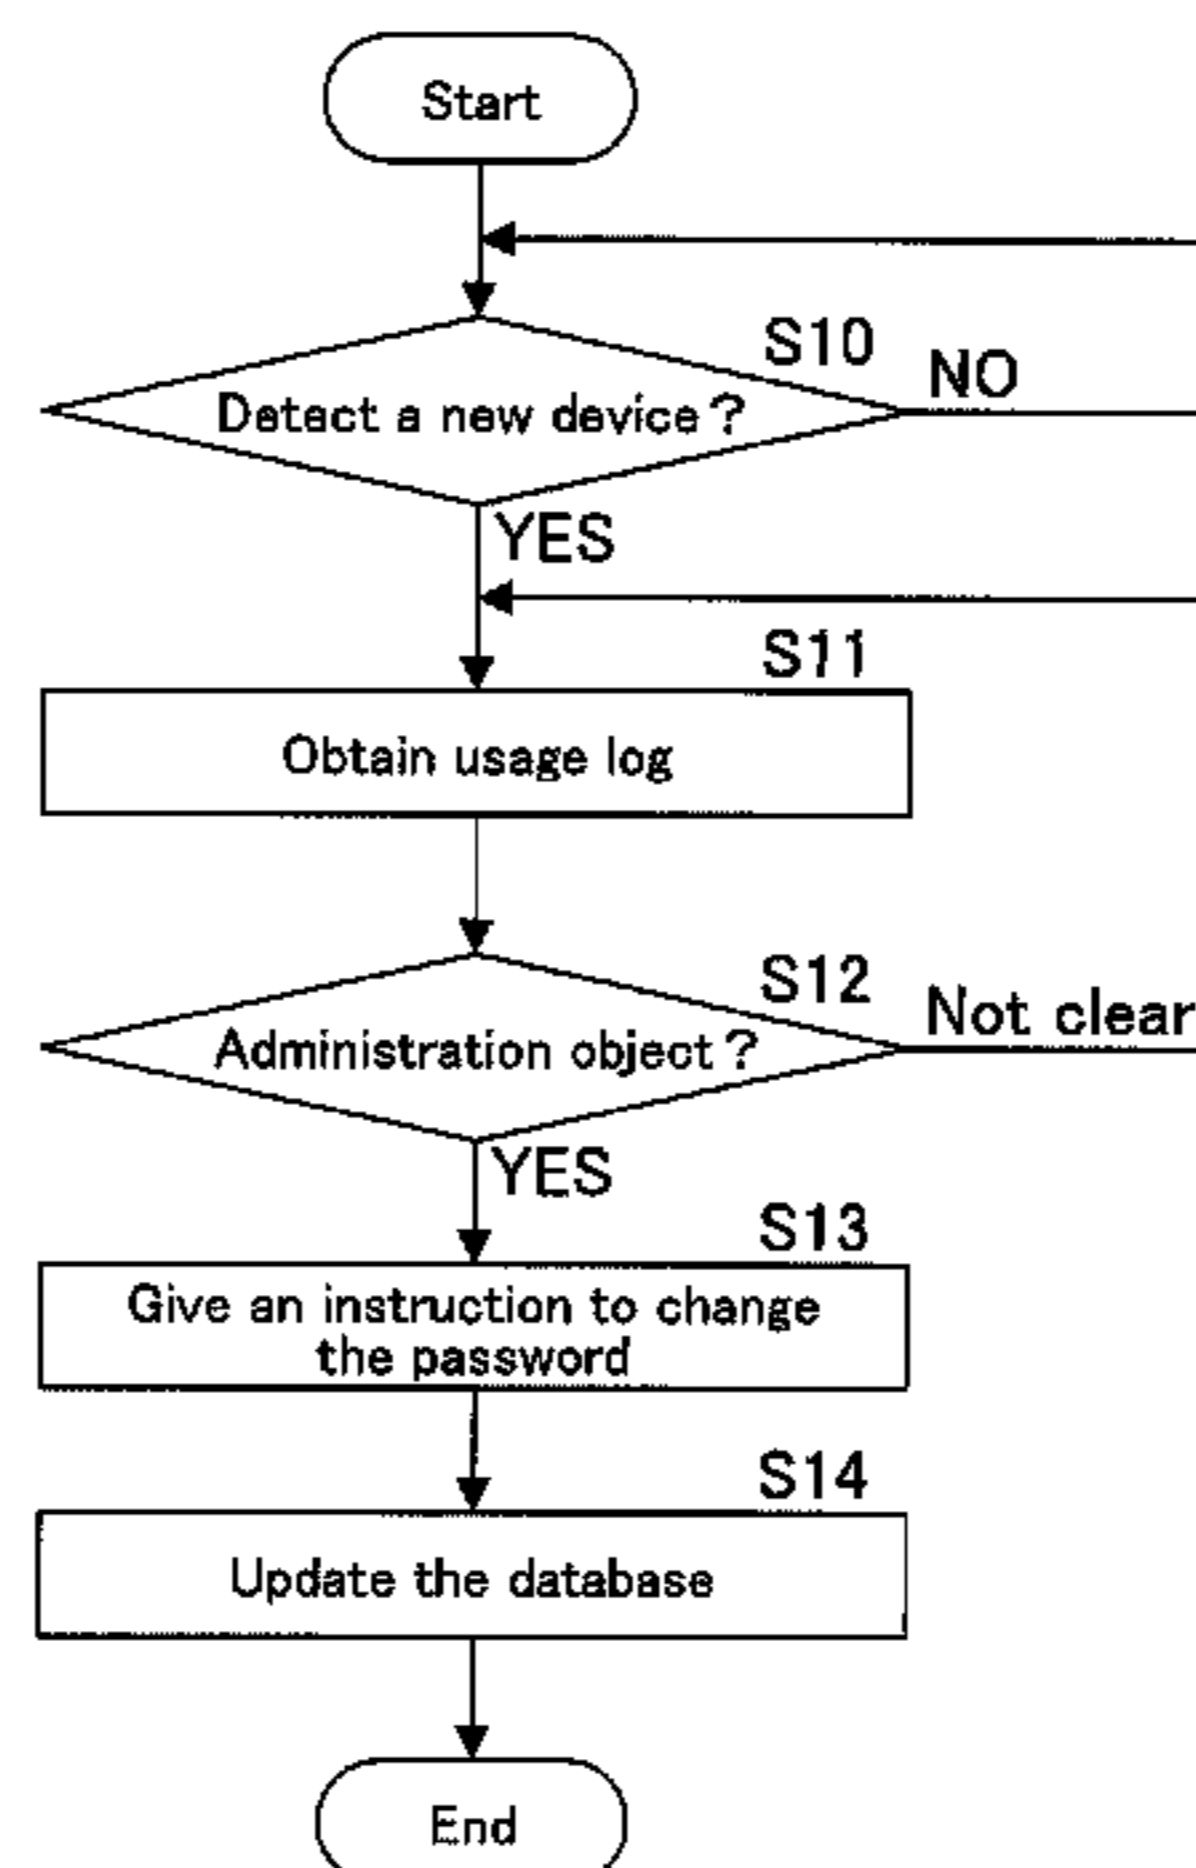 Start
S10
NO
Detect a new device?
YES
S11
Obtain usage log
S12
Not clear
Administration object?
YES
S13
Give an instruction to change
the password
S14
Update the database
End